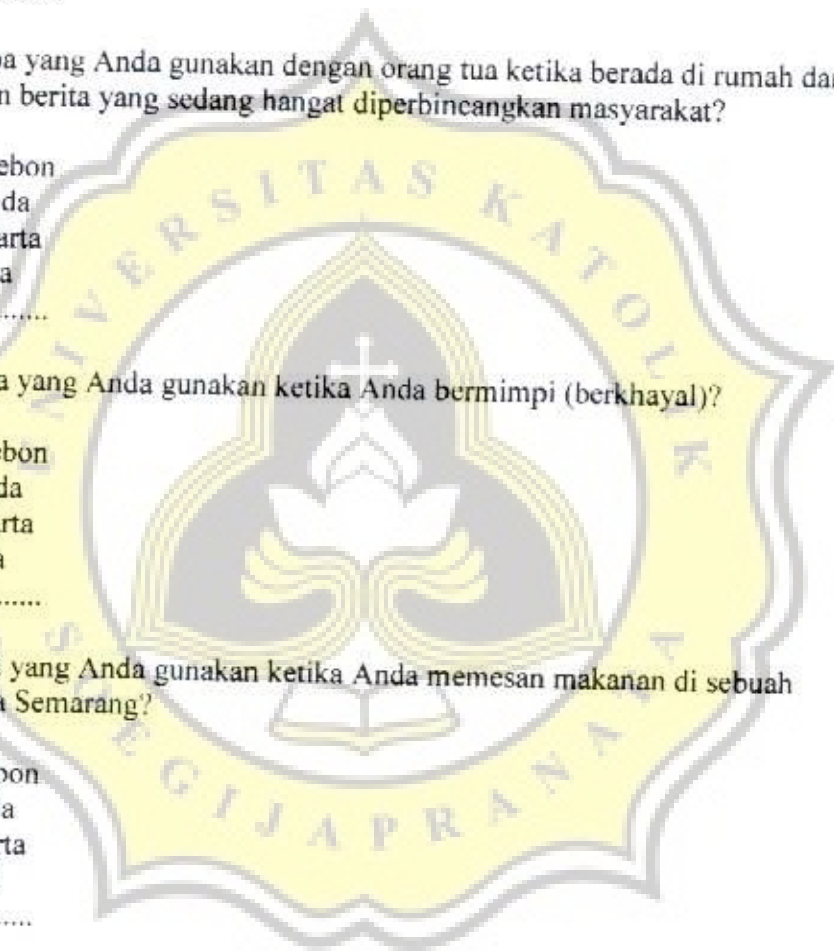 a yang Anda gunakan dengan orang tua ketika berada di rumah dan
n berita yang sedang hangat diperbincangkan masyarakat?
ebon
da
arta
a
.......
a yang Anda gunakan ketika Anda bermimpi (berkhayal)?
ebon
da
rta
a
......
yang Anda gunakan ketika Anda memesan makanan di sebuah
a Semarang?
bon
a
rta
.....
UNIVERSITAS KATOLIK
SOEGIJAPRANATA